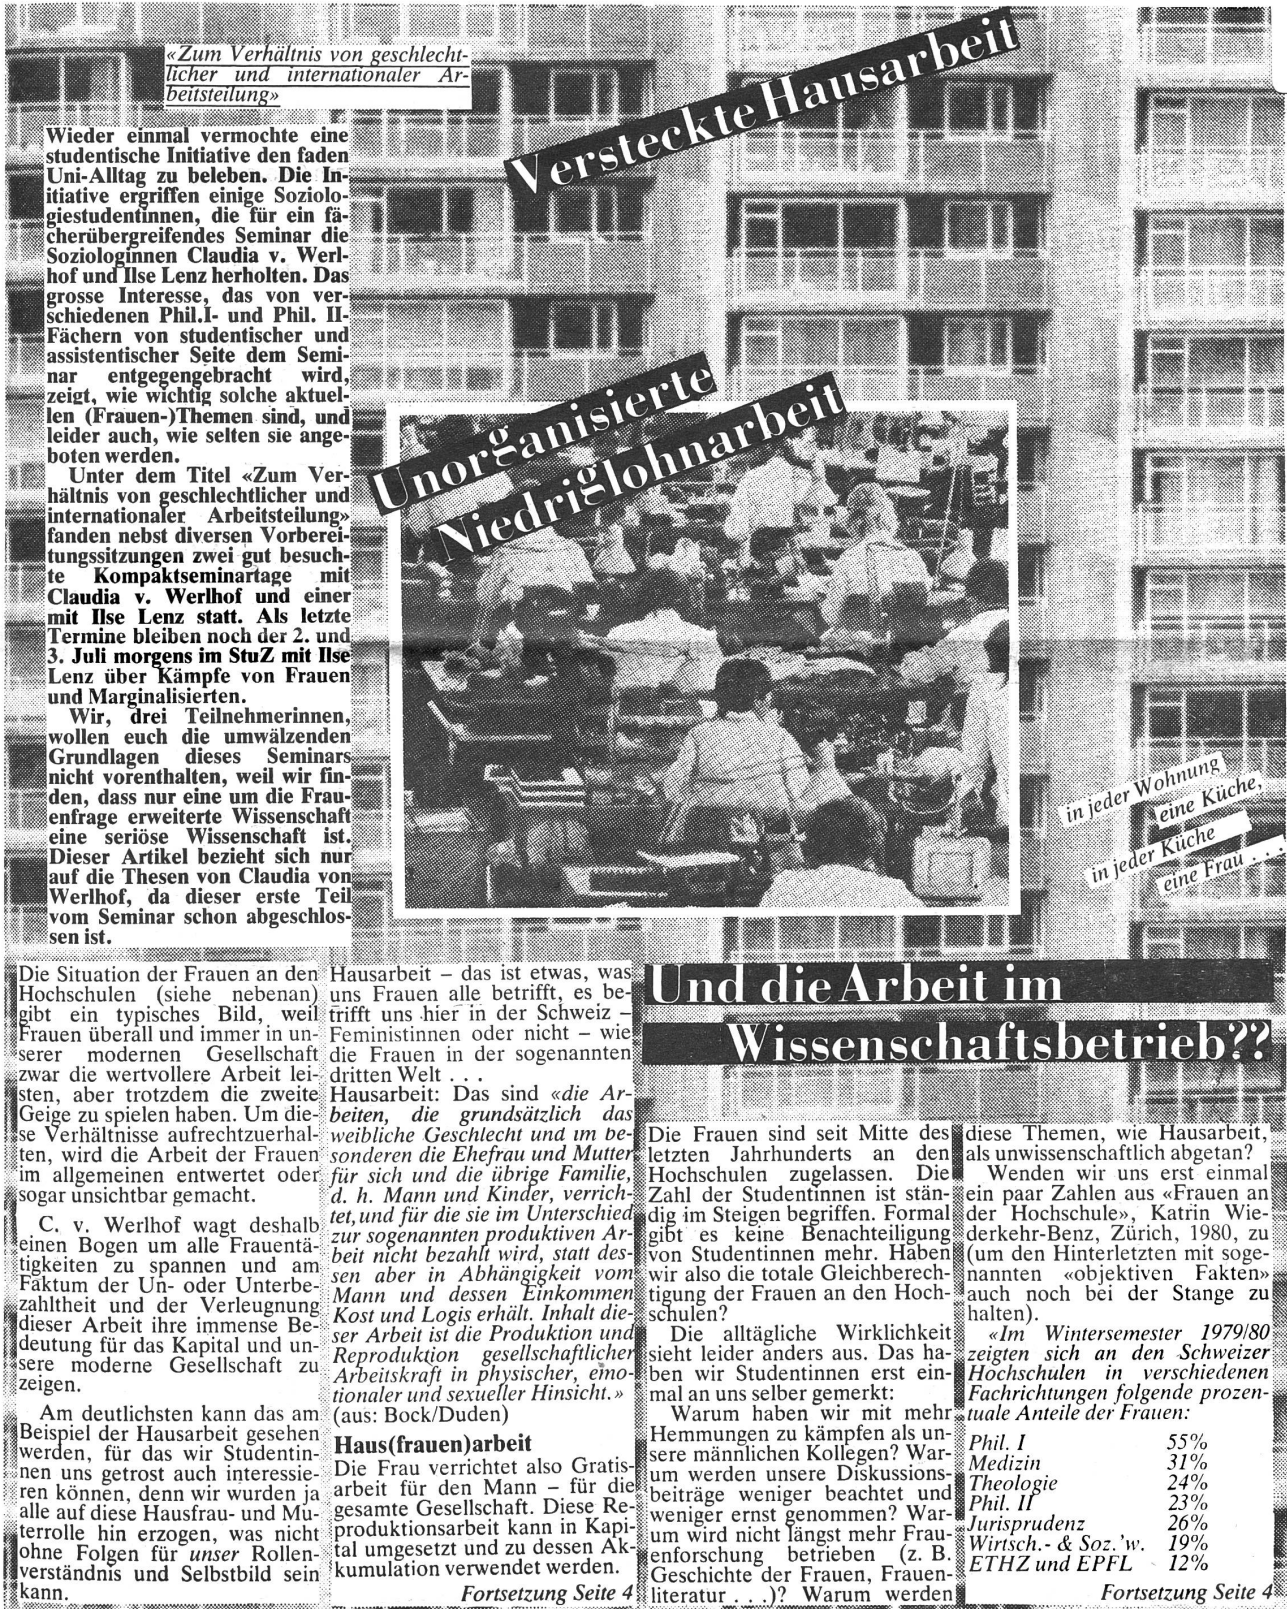 «Zum Verhältnis von geschlecht-
licher und internationaler Ar-
beitsteilung»
Versteckte Hausarbeit
Wieder einmal vermochte eine
studentische Initiative den faden
Uni-Alltag zu beleben. Die In-
itiative ergriffen einige Soziolo-
giestudentinnen, die für ein fä-
cherübergreifendes Seminar die
Soziologinnen Claudia v. Werl-
hof und Ilse Lenz herholten. Das
grosse Interesse, das von ver-
schiedenen Phil.I- und Phil. II-
Fächern von studentischer und
assistentischer Seite dem Semi-
nar entgegengebracht wird,
zeigt, wie wichtig solche aktuel-
len (Frauen-)Themen sind, und
leider auch, wie selten sie ange-
boten werden.
Unter dem Titel «Zum Ver-
hältnis von geschlechtlicher und
internationaler Arbeitsteilung»
fanden nebst diversen Vorberei-
tungssitzungen zwei gut besuch-
te Kompaktseminartage mit
Claudia v. Werlhof und einer
mit Ilse Lenz statt. Als letzte
Termine bleiben noch der 2. und
3. Juli morgens im StuZ mit Ilse
Lenz über Kämpfe von Frauen
und Marginalisierten.
Wir, drei Teilnehmerinnen,
wollen euch die umwälzenden
Grundlagen dieses Seminars
nicht vorenthalten, weil wir fin-
den, dass nur eine um die Frau-
enfrage erweiterte Wissenschaft
eine seriöse Wissenschaft ist.
Dieser Artikel bezieht sich nur
auf die Thesen von Claudia von
Werlhof, da dieser erste Teil
vom Seminar schon abgeschlos-
sen ist.
Unorganisierte
Niedriglohnarbeit
in jeder Wohnung
eine Küche,
in jeder Küche
eine Frau . . .
Die Situation der Frauen an den
Hochschulen (siehe nebenan)
gibt ein typisches Bild, weil
Frauen überall und immer in un-
serer modernen Gesellschaft
zwar die wertvollere Arbeit lei-
sten, aber trotzdem die zweite
Geige zu spielen haben. Um die-
se Verhältnisse aufrechtzuerhal-
ten, wird die Arbeit der Frauen
im allgemeinen entwertet oder
sogar unsichtbar gemacht.
C. v. Werlhof wagt deshalb
einen Bogen um alle Frauentä-
tigkeiten zu spannen und am
Faktum der Un- oder Unterbe-
zahltheit und der Verleugnung
dieser Arbeit ihre immense Be-
deutung für das Kapital und un-
sere moderne Gesellschaft zu
zeigen.
Am deutlichsten kann das am
Beispiel der Hausarbeit gesehen
werden, für das wir Studentin-
nen uns getrost auch interessie-
ren können, denn wir wurden ja
alle auf diese Hausfrau- und Mu-
terrolle hin erzogen, was nicht
ohne Folgen für unser Rollen-
verständnis und Selbstbild sein
kann.
Hausarbeit – das ist etwas, was
uns Frauen alle betrifft, es be-
trifft uns hier in der Schweiz –
Feministinnen oder nicht – wie
die Frauen in der sogenannten
dritten Welt . . .
Hausarbeit: Das sind «die Ar-
beiten, die grundsätzlich das
weibliche Geschlecht und im be-
sonderen die Ehefrau und Mutter
für sich und die übrige Familie,
d. h. Mann und Kinder, verrich-
tet, und für die sie im Unterschied
zur sogenannten produktiven Ar-
beit nicht bezahlt wird, statt des-
sen aber in Abhängigkeit vom
Mann und dessen Einkommen
Kost und Logis erhält. Inhalt die-
ser Arbeit ist die Produktion und
Reproduktion gesellschaftlicher
Arbeitskraft in physischer, emo-
tionaler und sexueller Hinsicht.»
(aus: Bock/Duden)
Haus(frauen)arbeit
Die Frau verrichtet also Gratis-
arbeit für den Mann – für die
gesamte Gesellschaft. Diese Re-
produktionsarbeit kann in Kapi-
tal umgesetzt und zu dessen Ak-
kumulation verwendet werden.
Fortsetzung Seite 4
Und die Arbeit im
Wissenschaftsbetrieb??
Die Frauen sind seit Mitte des
letzten Jahrhunderts an den
Hochschulen zugelassen. Die
Zahl der Studentinnen ist stän-
dig im Steigen begriffen. Formal
gibt es keine Benachteiligung
von Studentinnen mehr. Haben
wir also die totale Gleichberech-
tigung der Frauen an den Hoch-
schulen?
Die alltägliche Wirklichkeit
sieht leider anders aus. Das ha-
ben wir Studentinnen erst ein-
mal an uns selber gemerkt:
Warum haben wir mit mehr
Hemmungen zu kämpfen als un-
sere männlichen Kollegen? War-
um werden unsere Diskussions-
beiträge weniger beachtet und
weniger ernst genommen? War-
um wird nicht längst mehr Frau-
enforschung betrieben (z. B.
Geschichte der Frauen, Frauen-
literatur . . .)? Warum werden
diese Themen, wie Hausarbeit,
als unwissenschaftlich abgetan?
Wenden wir uns erst einmal
ein paar Zahlen aus «Frauen an
der Hochschule», Katrin Wie-
derkehr-Benz, Zürich, 1980, zu
(um den Hinterletzten mit soge-
nannten «objektiven Fakten»
auch noch bei der Stange zu
halten).
«Im Wintersemester 1979/80
zeigten sich an den Schweizer
Hochschulen in verschiedenen
Fachrichtungen folgende prozen-
tuale Anteile der Frauen:
Phil. I 55%
Medizin 31%
Theologie 24%
Phil. II 23%
Jurisprudenz 26%
Wirtsch.- & Soz.'w. 19%
ETHZ und EPFL 12%
Fortsetzung Seite 4